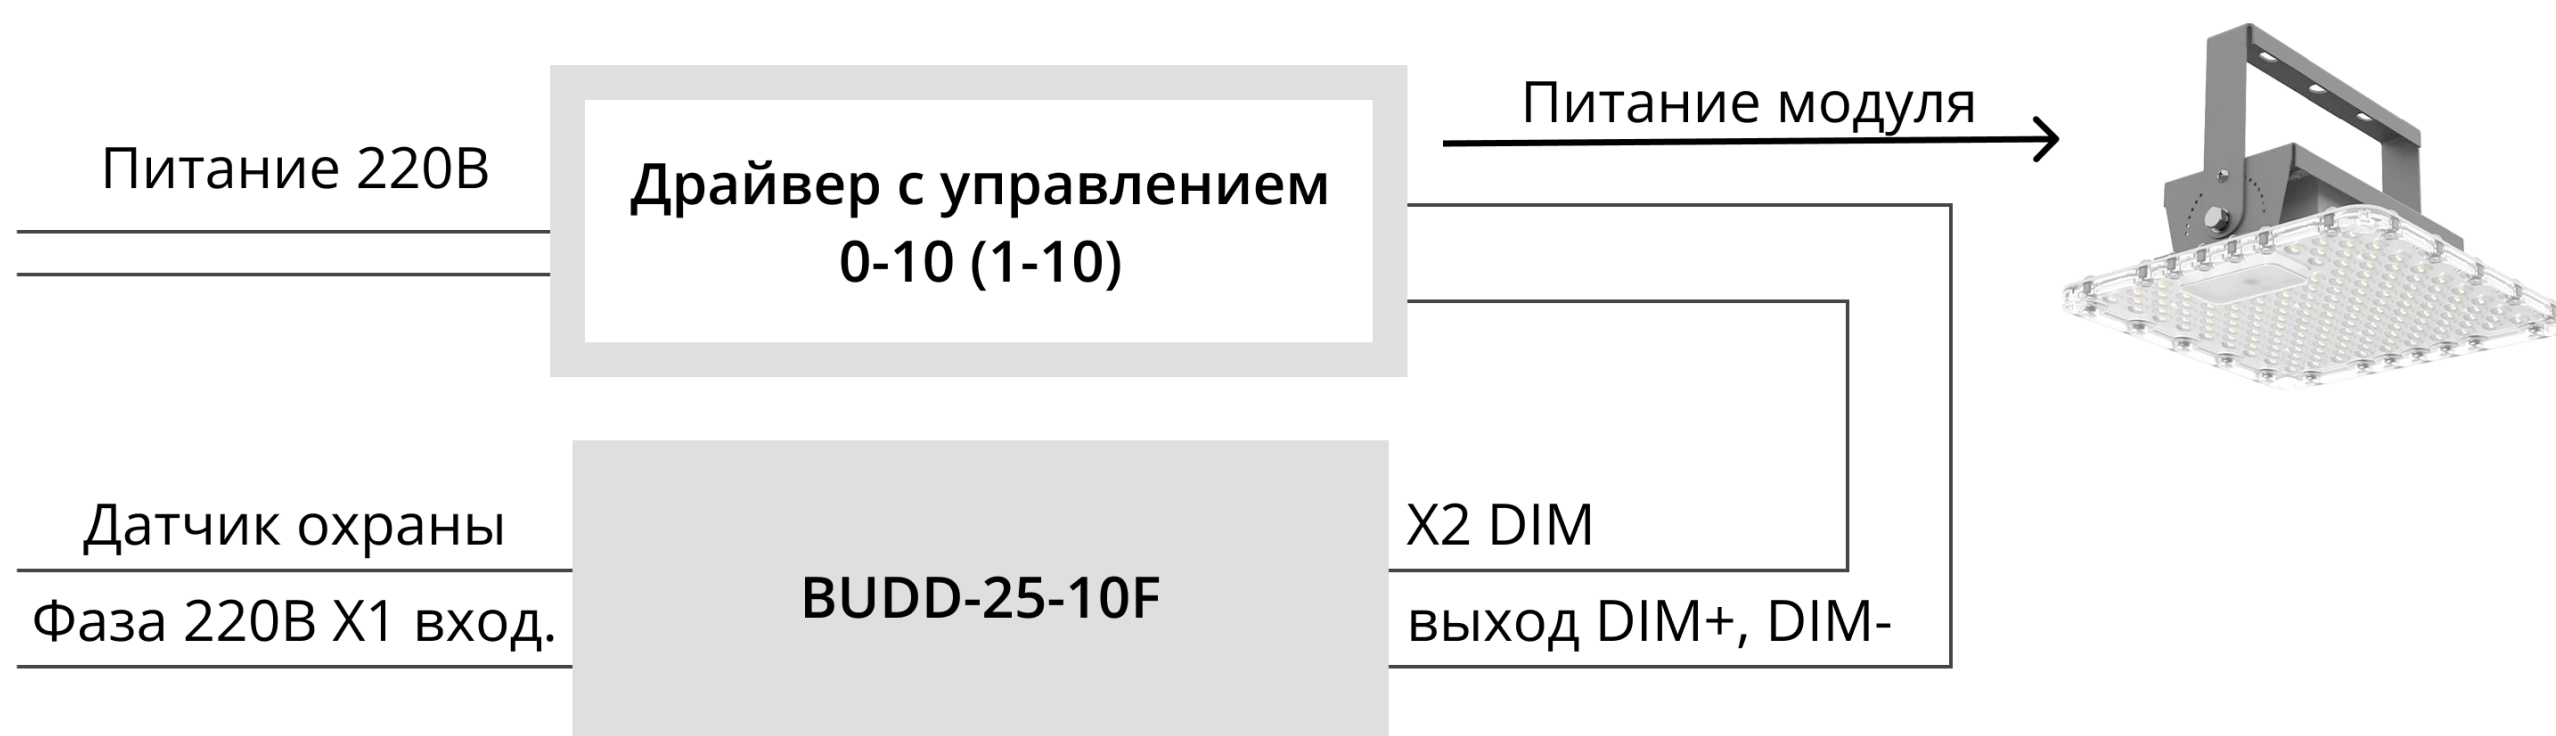 Питание 220В
Драйвер с управлением
0-10 (1-10)
Питание модуля
Датчик охраны
Фаза 220В X1 вход.
BUDD-25-10F
X2 DIM
выход DIM+, DIM-